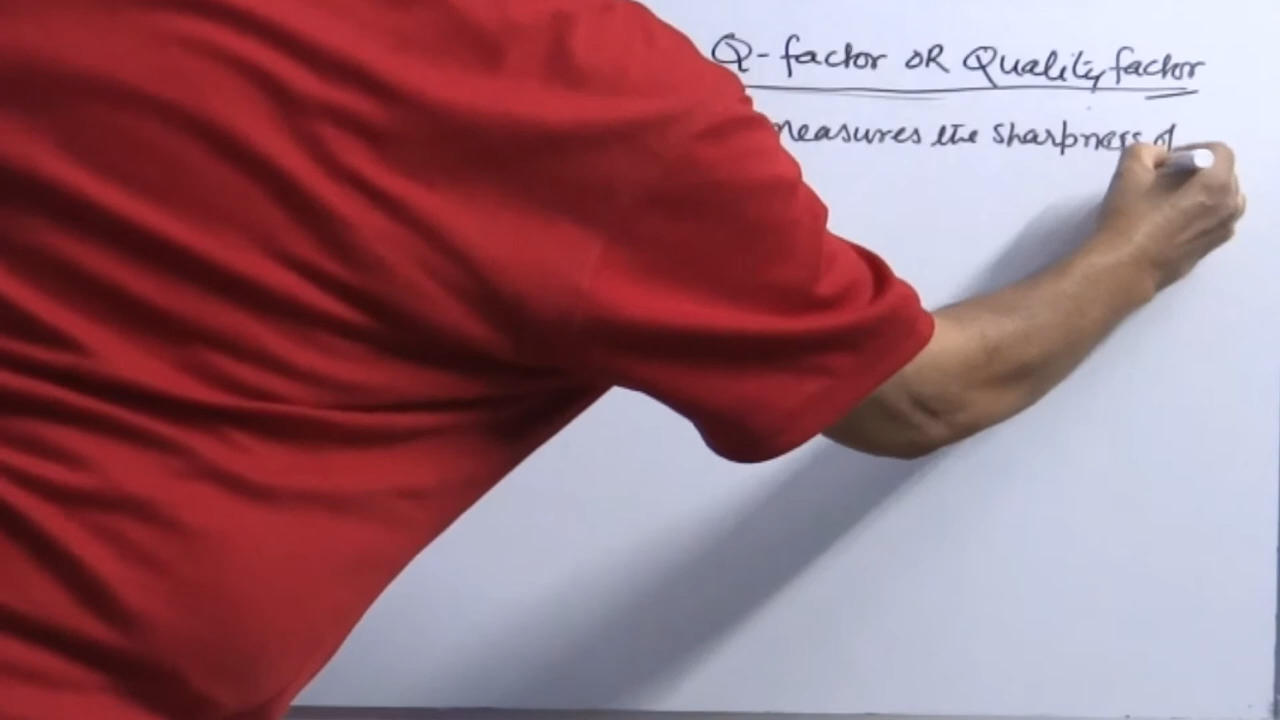 Q-factor OR Quality factor
measures the sharpness of